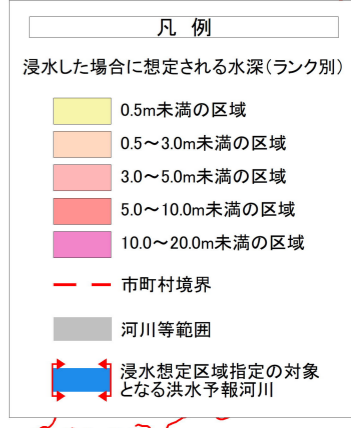 凡 例
浸水した場合に想定される水深(ランク別)
0.5m未満の区域
0.5～3.0m未満の区域
3.0～5.0m未満の区域
5.0～10.0m未満の区域
10.0～20.0m未満の区域
市町村境界
河川等範囲
浸水想定区域指定の対象
となる洪水予報河川